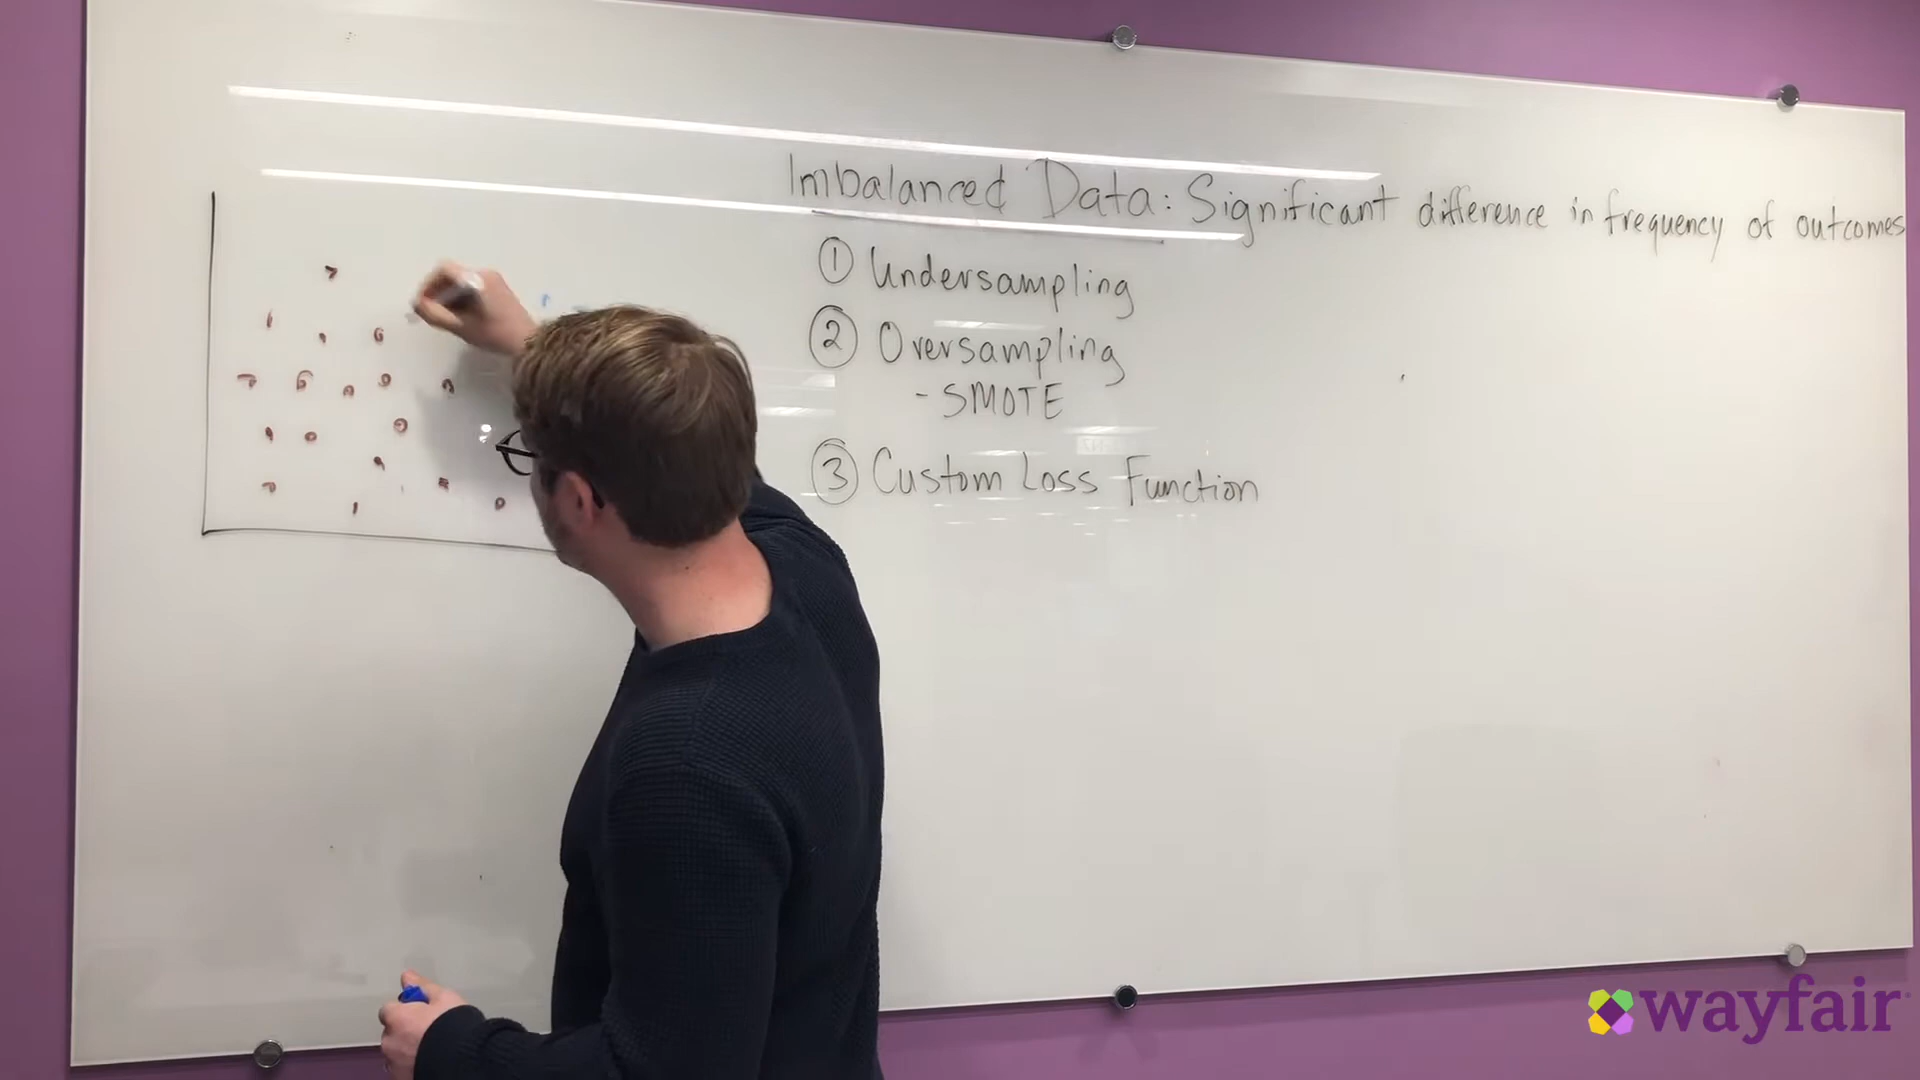 Imbalanced Data: Significant difference in frequency of outcomes
① Undersampling
② Oversampling
- SMOTE
③ Custom Loss Function
wayfair